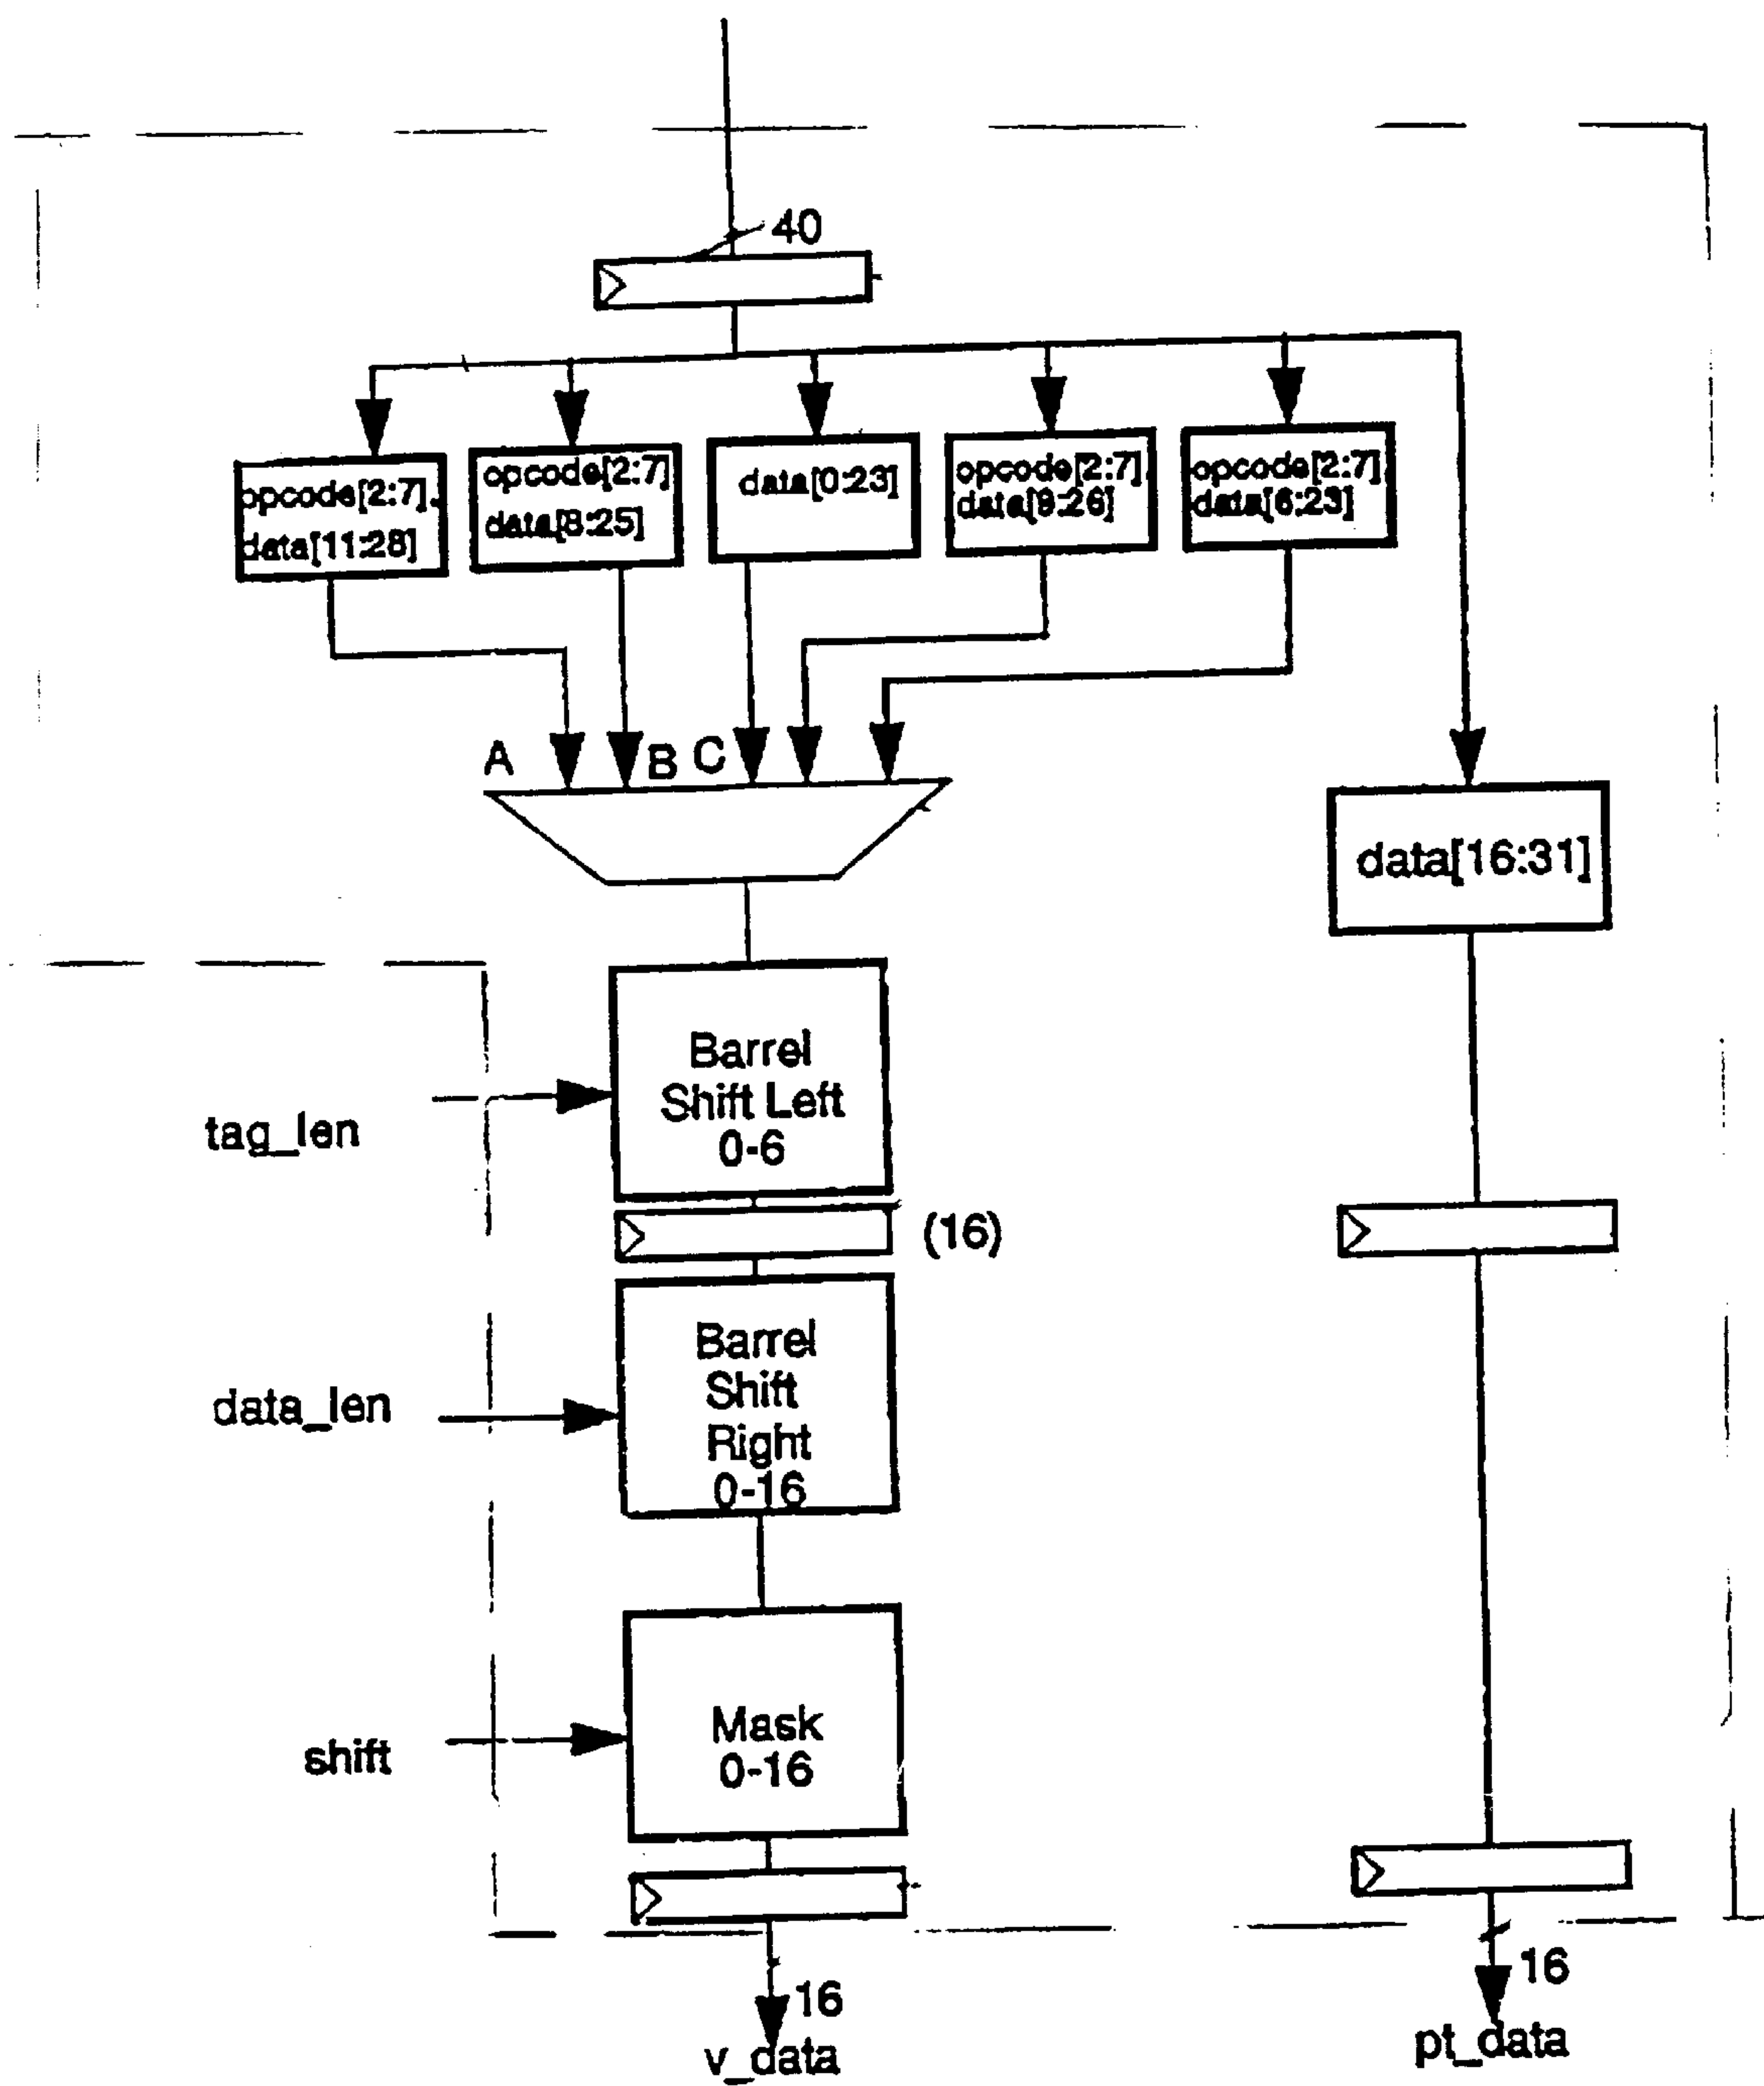 40
opcode[2:7].
data[11:28]
opcode[2:7]
data[8:25]
data[0:23]
opcode[2:7].
data[9:26]
opcode[2:7]
data[6:23]
A
B
C
data[16:31]
Barrel
Shift Left
0-6
tag_len
(16)
Barrel
Shift
Right
0-16
data_len
Mask
0-16
shift
16
v_data
16
pt_data